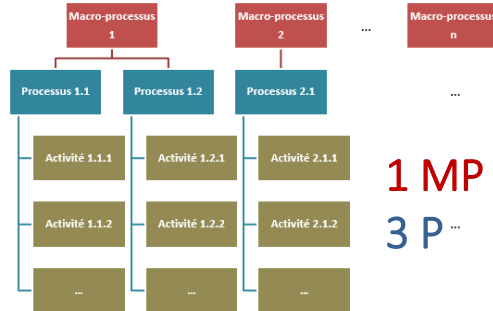 Macro-processus
1
Macro-processus
2
...
Macro-processus
n
Processus 1.1
Processus 1.2
Processus 2.1
...
Activité 1.1.1
Activité 1.2.1
Activité 2.1.1
1 MP
Activité 1.1.2
Activité 1.2.2
Activité 2.1.2
3 P
...
...
...
...